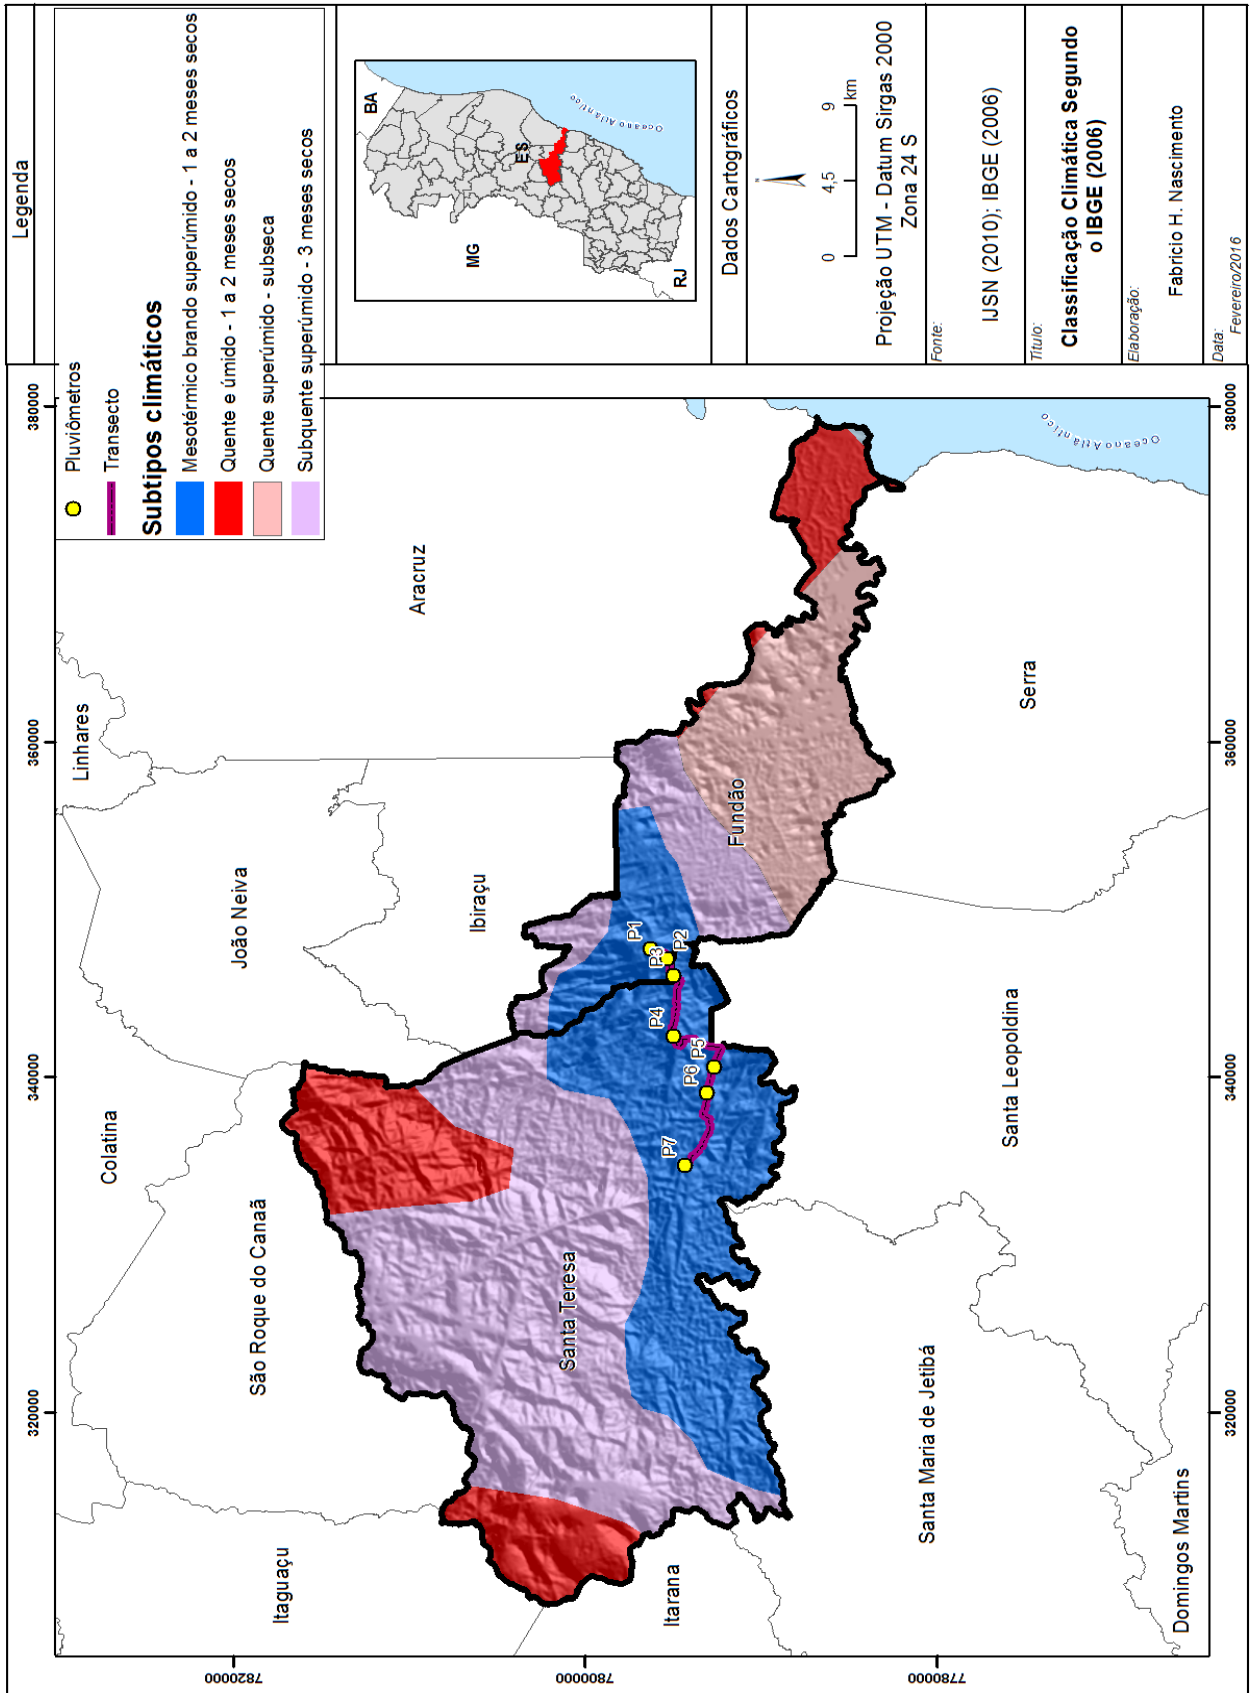 Legenda
Pluviômetros
Transecto
Subtipos climáticos
Mesotérmico brando superúmido - 1 a 2 meses secos
Quente e úmido - 1 a 2 meses secos
Quente superúmido - subseca
Subquente superúmido - 3 meses secos
BA
ES
MG
RJ
Oceano Atlântico
Dados Cartográficos
0 4,5 9
km
Projeção UTM - Datum Sirgas 2000
Zona 24 S
Fonte:
IJSN (2010); IBGE (2006)
Título:
Classificação Climática Segundo
o IBGE (2006)
Elaboração:
Fabricio H. Nascimento
Data:
Fevereiro/2016
320000 340000 360000 380000
7820000
7800000
7780000
Linhares
Colatina
João Neiva
Aracruz
São Roque do Canaã
Itaguaçu
Ibiraçu
Santa Teresa
Fundão
P1
P2
P3
P4
P5
P6
P7
Itarana
Santa Maria de Jetibá
Santa Leopoldina
Serra
Oceano Atlântico
Domingos Martins
320000 340000 360000 380000